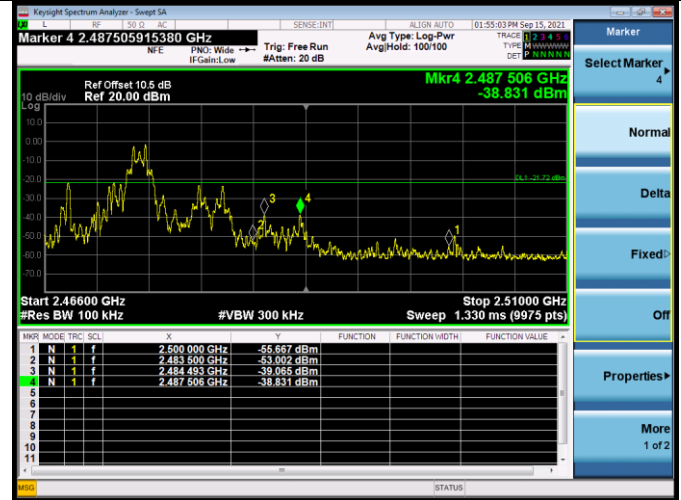 Keysight Spectrum Analyzer - Swept SA
L RF 50 Ω AC SENSE:INT ALIGN AUTO 01:55:03 PM Sep 15, 2021
Marker 4 2.487505915380 GHz
NFE PNO: Wide IFGain:Low
Trig: Free Run #Atten: 20 dB
Avg Type: Log-Pwr Avg|Hold: 100/100
TRACE 1 2 3 4 5 6
TYPE M WWWWW
DET P N N N N N
Mkr4 2.487 506 GHz
-38.831 dBm
Ref Offset 10.5 dB
10 dB/div Ref 20.00 dBm
Log
10.0
0.00
-10.0
-20.0
DL1 -21.72 dBm
-30.0
-40.0
-50.0
-60.0
-70.0
3
4
2
1
Start 2.46600 GHz Stop 2.51000 GHz
#Res BW 100 kHz #VBW 300 kHz Sweep 1.330 ms (9975 pts)
MKR MODE TRC SCL X Y FUNCTION FUNCTION WIDTH FUNCTION VALUE
1 N 1 f 2.500 000 GHz -55.667 dBm
2 N 1 f 2.483 500 GHz -53.002 dBm
3 N 1 f 2.484 493 GHz -39.065 dBm
4 N 1 f 2.487 506 GHz -38.831 dBm
5
6
7
8
9
10
11
MSG STATUS
Marker
Select Marker
4
Normal
Delta
Fixed
Off
Properties
More
1 of 2